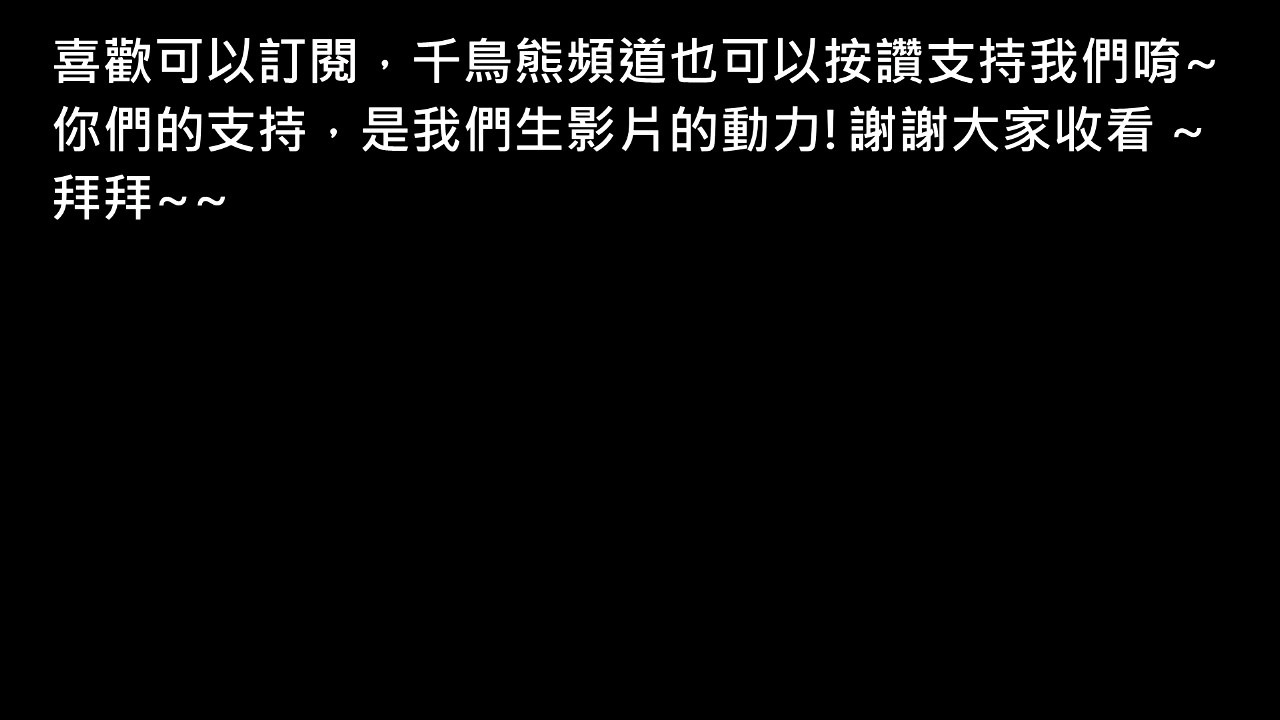 喜歡可以訂閱，千鳥熊頻道也可以按讚支持我們唷~
你們的支持，是我們生影片的動力! 謝謝大家收看 ~
拜拜~~